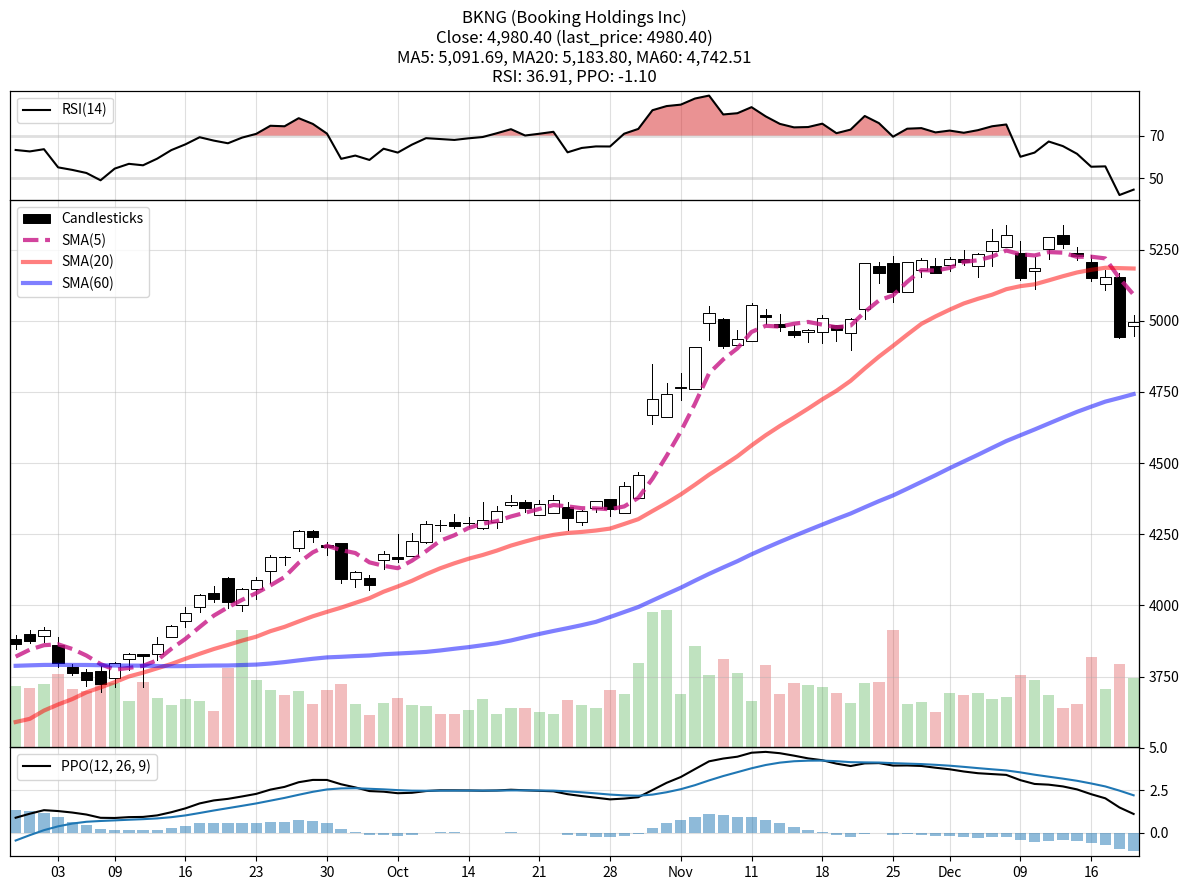 BKNG (Booking Holdings Inc)
Close: 4,980.40 (last_price: 4980.40)
MA5: 5,091.69, MA20: 5,183.80, MA60: 4,742.51
RSI: 36.91, PPO: -1.10
RSI(14)
70
50
Candlesticks
SMA(5)
SMA(20)
SMA(60)
5250
5000
4750
4500
4250
4000
3750
PPO(12, 26, 9)
5.0
2.5
0.0
03 09 16 23 30 Oct 14 21 28 Nov 11 18 25 Dec 09 16